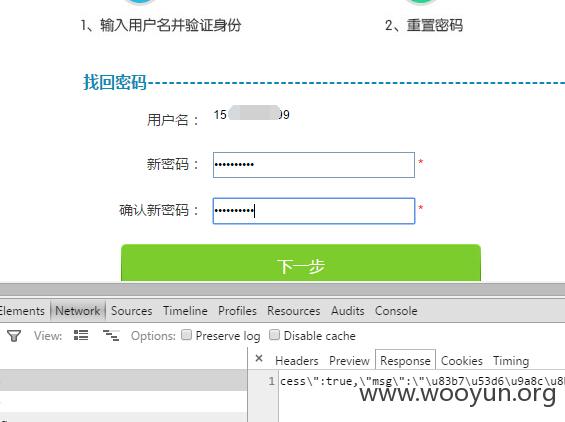 1、输入用户名并验证身份
2、重置密码
找回密码
用户名：
15 99
新密码：
*
确认新密码：
*
下一步
Elements Network Sources Timeline Profiles Resources Audits Console
View: Options: Preserve log Disable cache
× Headers Preview Response Cookies Timing
1 cess\":true,\"msg\":\"\u83b7\u53d6\u9a8c\u8
www.wooyun.org